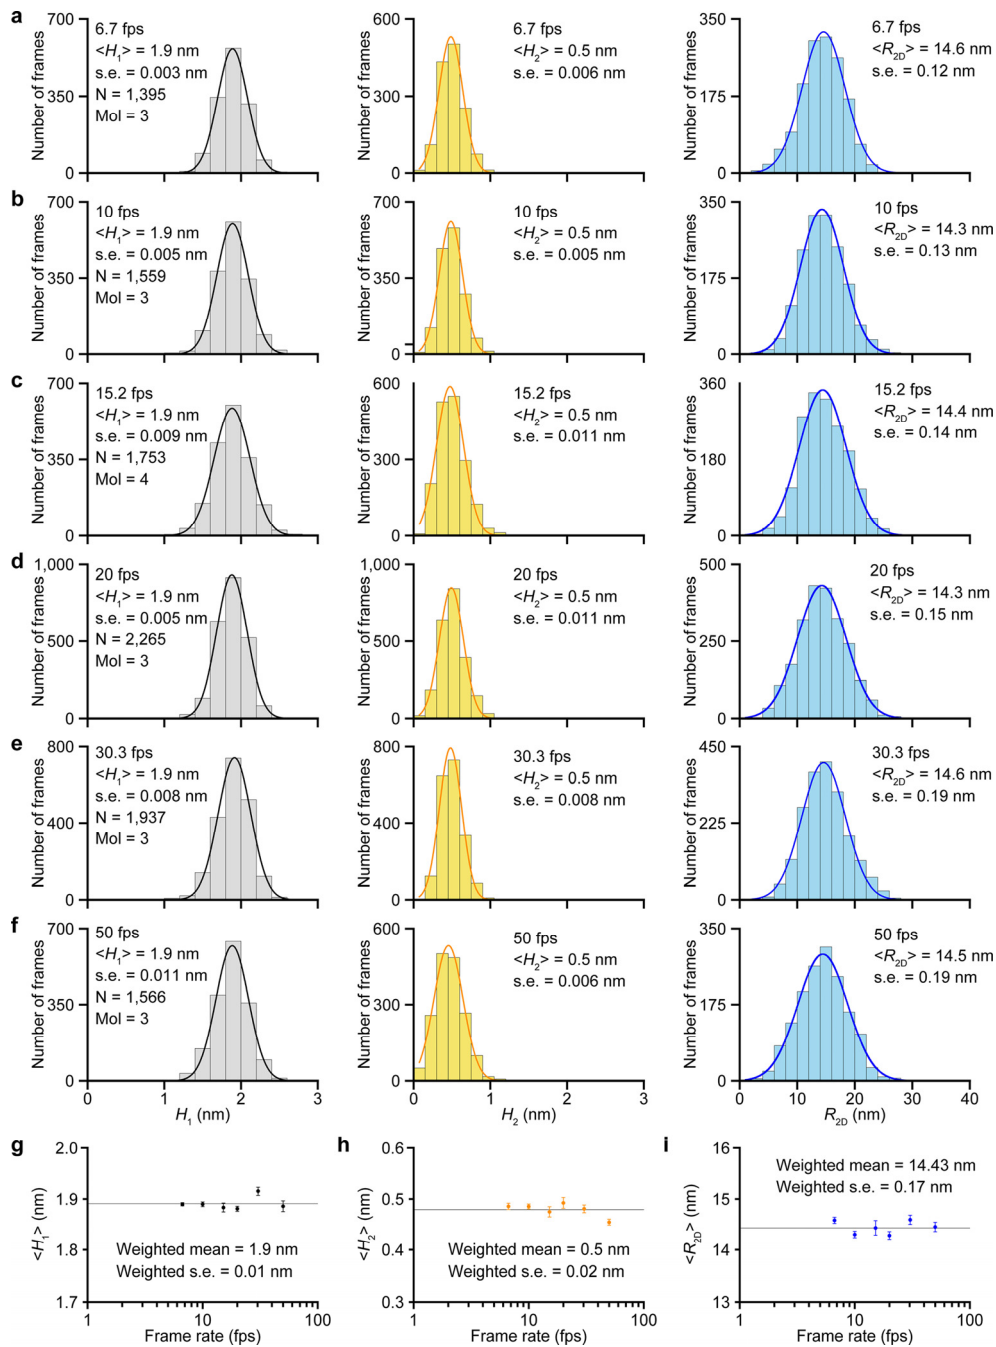 a
700
350
0
Number of frames
6.7 fps
<H1> = 1.9 nm
s.e. = 0.003 nm
N = 1,395
Mol = 3
600
300
0
Number of frames
6.7 fps
<H2> = 0.5 nm
s.e. = 0.006 nm
350
175
0
Number of frames
6.7 fps
<R2D> = 14.6 nm
s.e. = 0.12 nm
b
700
350
0
Number of frames
10 fps
<H1> = 1.9 nm
s.e. = 0.005 nm
N = 1,559
Mol = 3
700
350
0
Number of frames
10 fps
<H2> = 0.5 nm
s.e. = 0.005 nm
350
175
0
Number of frames
10 fps
<R2D> = 14.3 nm
s.e. = 0.13 nm
c
700
350
0
Number of frames
15.2 fps
<H1> = 1.9 nm
s.e. = 0.009 nm
N = 1,753
Mol = 4
600
300
0
Number of frames
15.2 fps
<H2> = 0.5 nm
s.e. = 0.011 nm
360
180
0
Number of frames
15.2 fps
<R2D> = 14.4 nm
s.e. = 0.14 nm
d
1,000
500
0
Number of frames
20 fps
<H1> = 1.9 nm
s.e. = 0.005 nm
N = 2,265
Mol = 3
1,000
500
0
Number of frames
20 fps
<H2> = 0.5 nm
s.e. = 0.011 nm
500
250
0
Number of frames
20 fps
<R2D> = 14.3 nm
s.e. = 0.15 nm
e
800
400
0
Number of frames
30.3 fps
<H1> = 1.9 nm
s.e. = 0.008 nm
N = 1,937
Mol = 3
800
400
0
Number of frames
30.3 fps
<H2> = 0.5 nm
s.e. = 0.008 nm
450
225
0
Number of frames
30.3 fps
<R2D> = 14.6 nm
s.e. = 0.19 nm
f
700
350
0
Number of frames
50 fps
<H1> = 1.9 nm
s.e. = 0.011 nm
N = 1,566
Mol = 3
0 1 2 3
H1 (nm)
700
350
0
Number of frames
50 fps
<H2> = 0.5 nm
s.e. = 0.006 nm
0 1 2 3
H2 (nm)
350
175
0
Number of frames
50 fps
<R2D> = 14.5 nm
s.e. = 0.19 nm
0 10 20 30 40
R2D (nm)
g
2.0
1.9
1.8
1.7
<H1> (nm)
Weighted mean = 1.9 nm
Weighted s.e. = 0.01 nm
1 10 100
Frame rate (fps)
h
0.6
0.5
0.4
0.3
<H2> (nm)
Weighted mean = 0.5 nm
Weighted s.e. = 0.02 nm
1 10 100
Frame rate (fps)
i
16
15
14
13
<R2D> (nm)
Weighted mean = 14.43 nm
Weighted s.e. = 0.17 nm
1 10 100
Frame rate (fps)